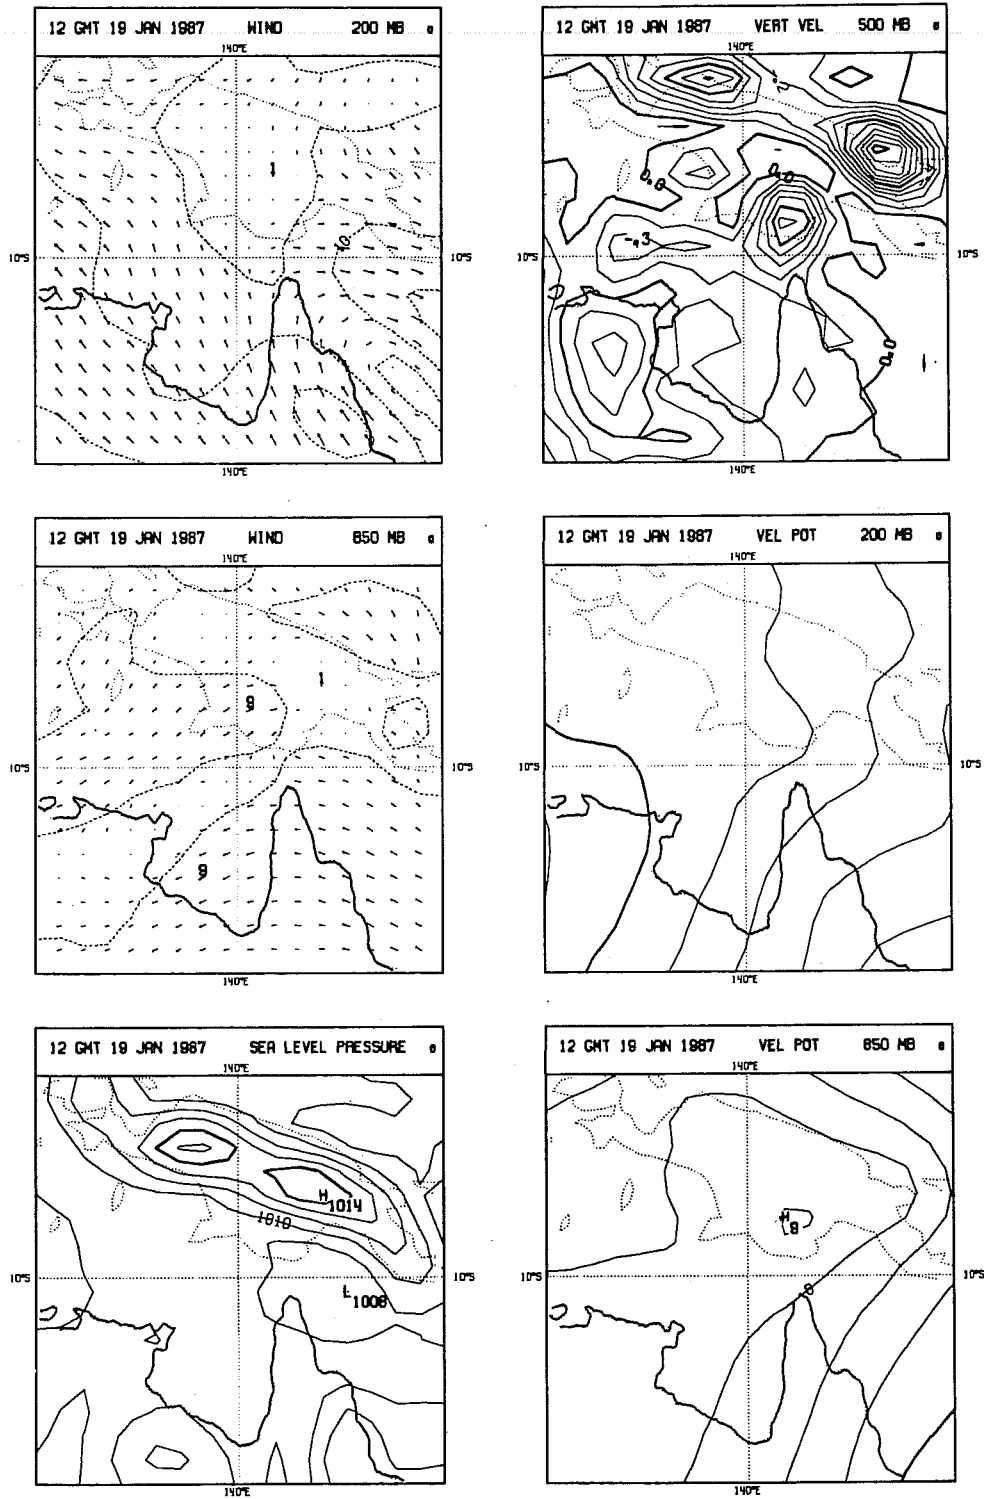 12 GMT 19 JAN 1987 WIND 200 MB
140°E
1
10
10°S
140°E
12 GMT 19 JAN 1987 VERT VEL 500 MB
140°E
0.0
0.0
-.3
10°S
0.0
140°E
12 GMT 19 JAN 1987 WIND 850 MB
140°E
1
9
10°S
10°S
9
140°E
12 GMT 19 JAN 1987 VEL POT 200 MB
140°E
10°S
10°S
140°E
12 GMT 19 JAN 1987 SEA LEVEL PRESSURE
140°E
H 1014
1010
10°S
10°S
L 1008
140°E
12 GMT 19 JAN 1987 VEL POT 850 MB
140°E
H 8
10°S
140°E